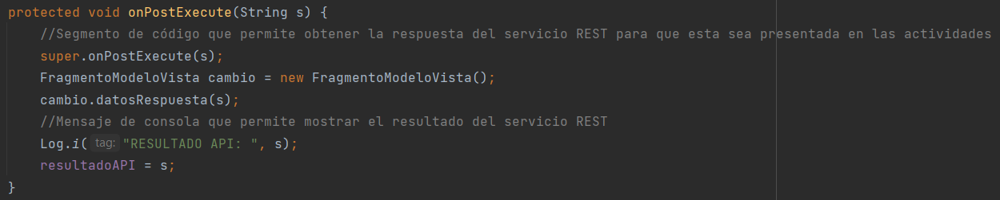 protected void onPostExecute(String s) {
//Segmento de código que permite obtener la respuesta del servicio REST para que esta sea presentada en las actividades
super.onPostExecute(s);
FragmentoModeloVista cambio = new FragmentoModeloVista();
cambio.datosRespuesta(s);
//Mensaje de consola que permite mostrar el resultado del servicio REST
Log.i( tag: "RESULTADO API: ", s);
resultadoAPI = s;
}